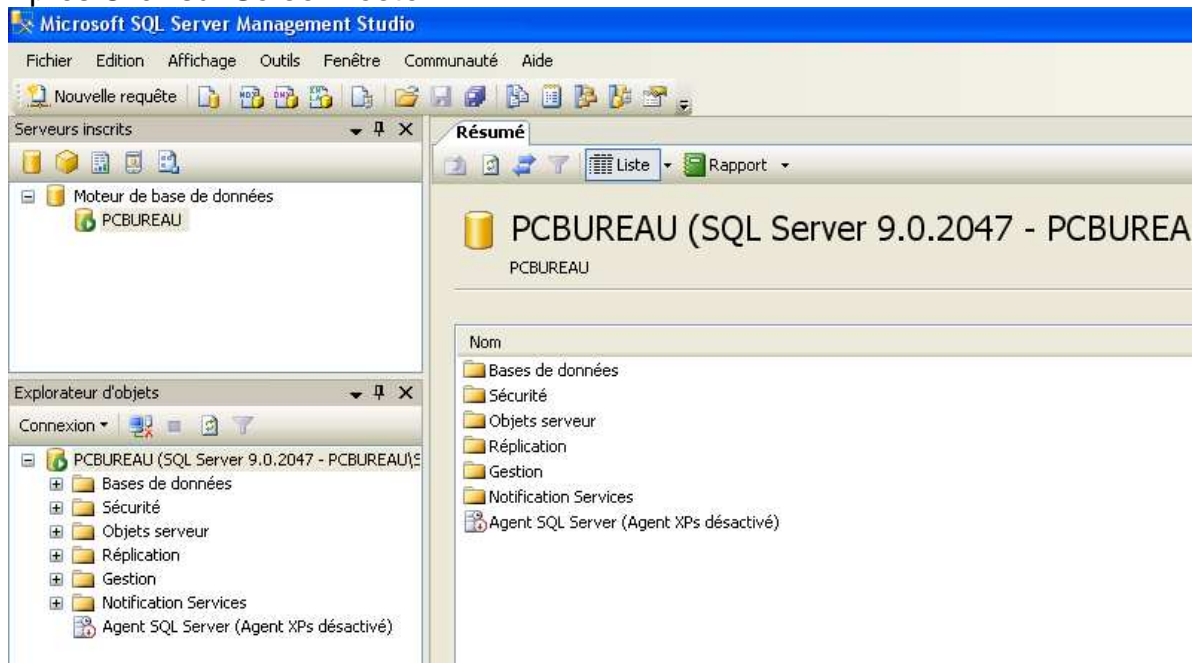 Microsoft SQL Server Management Studio
Fichier Edition Affichage Outils Fenêtre Communauté Aide
Nouvelle requête
Serveurs inscrits
Moteur de base de données
PCBUREAU
Explorateur d'objets
Connexion
PCBUREAU (SQL Server 9.0.2047 - PCBUREAU\S
Bases de données
Sécurité
Objets serveur
Réplication
Gestion
Notification Services
Agent SQL Server (Agent XPs désactivé)
Résumé
Liste Rapport
PCBUREAU (SQL Server 9.0.2047 - PCBUREA
PCBUREAU
Nom
Bases de données
Sécurité
Objets serveur
Réplication
Gestion
Notification Services
Agent SQL Server (Agent XPs désactivé)